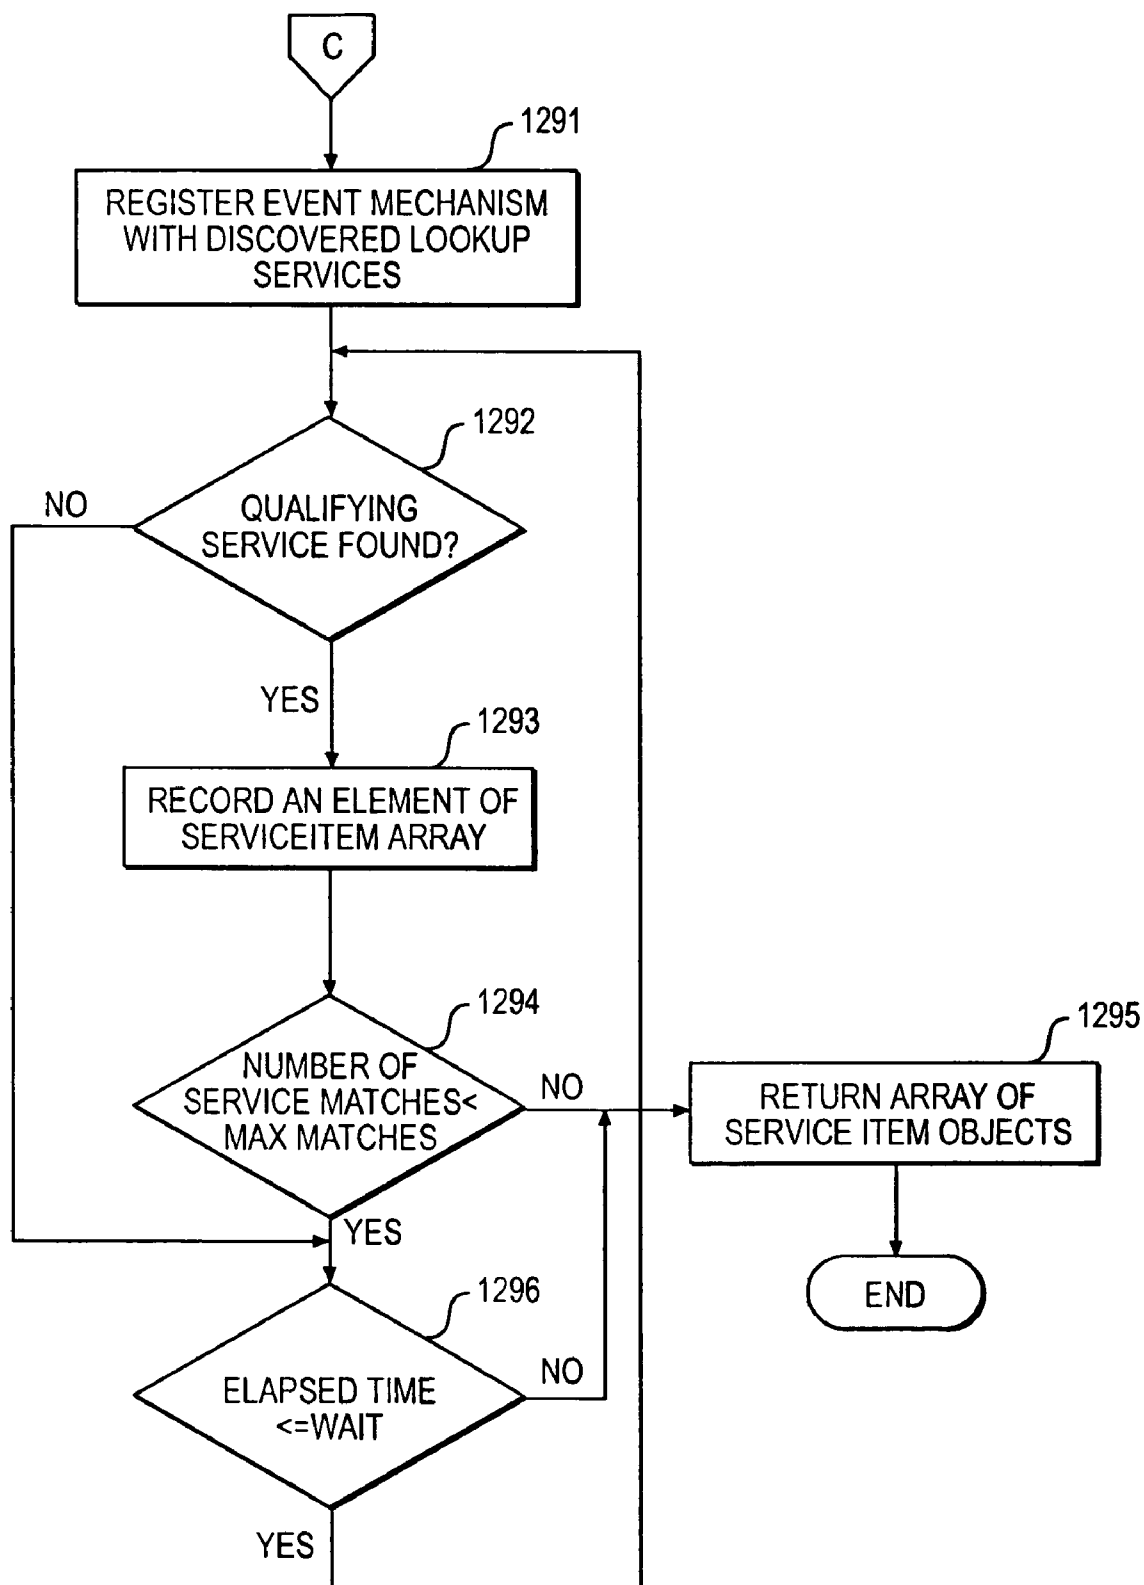 C
1291
REGISTER EVENT MECHANISM
WITH DISCOVERED LOOKUP
SERVICES
1292
NO
QUALIFYING
SERVICE FOUND?
YES
1293
RECORD AN ELEMENT OF
SERVICEITEM ARRAY
1294
NUMBER OF
SERVICE MATCHES<
MAX MATCHES
NO
1295
RETURN ARRAY OF
SERVICE ITEM OBJECTS
YES
END
1296
ELAPSED TIME
<=WAIT
NO
YES